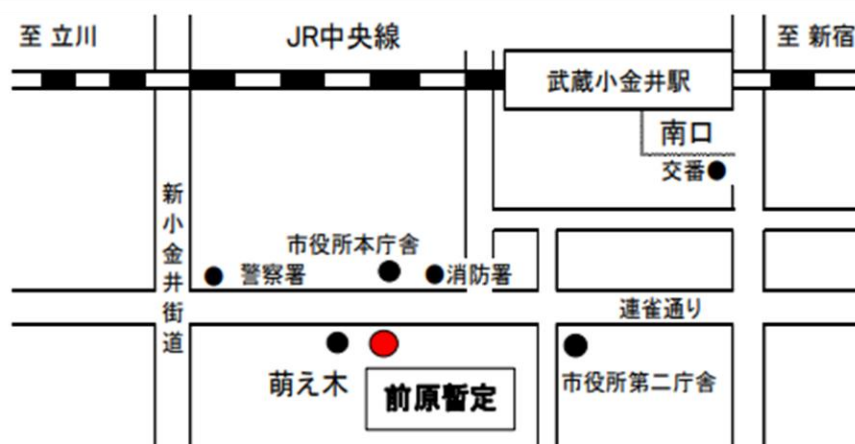 至 立川
JR中央線
至 新宿
武蔵小金井駅
南口
交番
新小金井街道
市役所本庁舎
警察署
消防署
連雀通り
萌え木
前原暫定
市役所第二庁舎